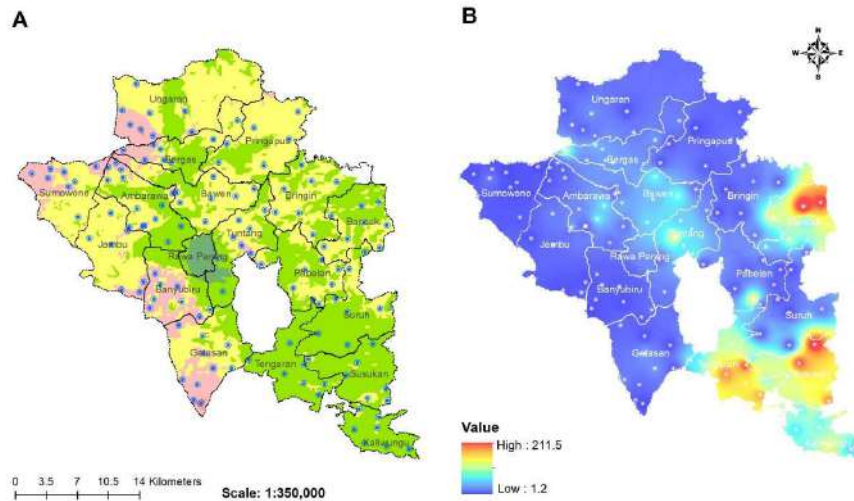 A
Ungaran
Pringapus
Bergas
Sumowono
Ambarawa
Bawen
Bringin
Bancak
Jambu
Tuntang
Rawa Pening
Pabelan
Banyubiru
Suruh
Getasan
Tengaran
Susukan
Kaliwungu
0 3.5 7 10.5 14 Kilometers
Scale: 1:350,000
B
N
W E
S
Ungaran
Pringapus
Bergas
Sumowono
Ambarawa
Bawen
Bringin
Jambu
Rawa Pening
Pabelan
Banyubiru
Suruh
Getasan
Value
High : 211.5
Low : 1.2